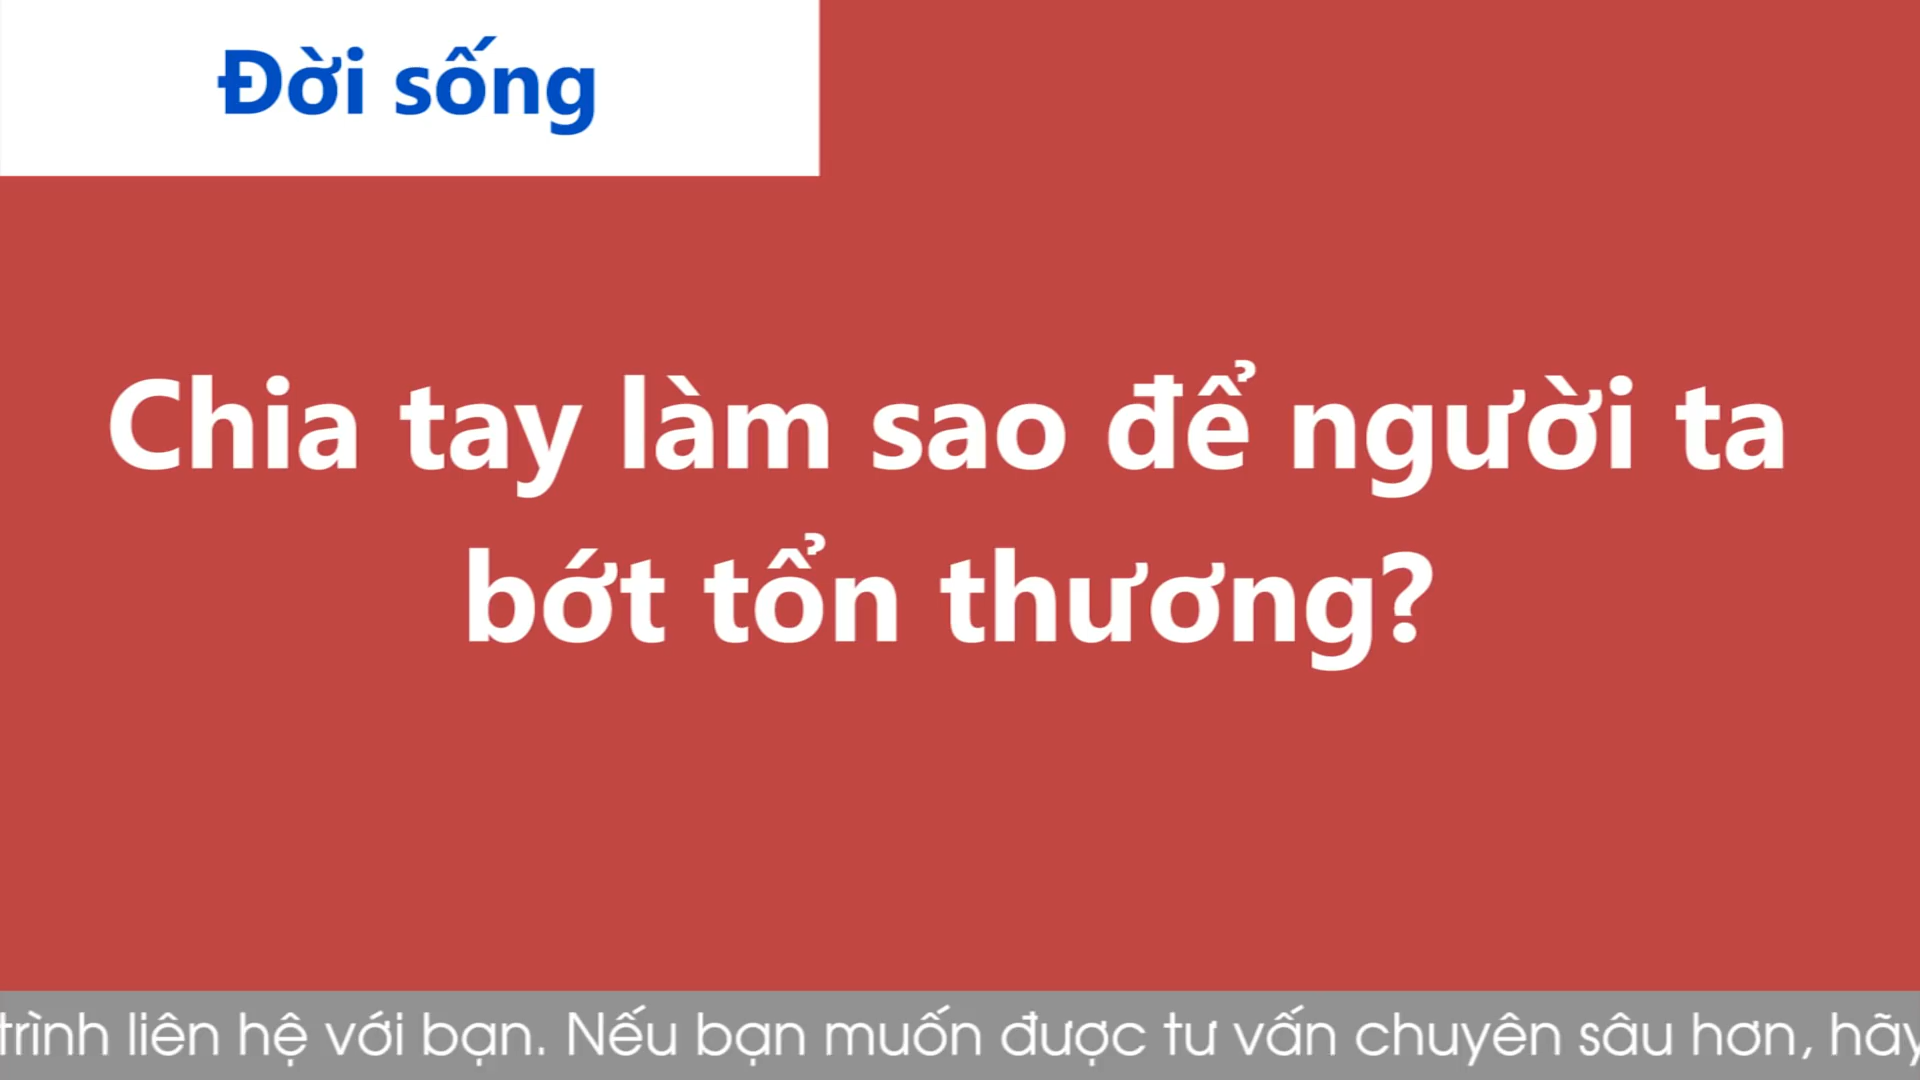 Đời sống
Chia tay làm sao để người ta
bớt tổn thương?
trình liên hệ với bạn. Nếu bạn muốn được tư vấn chuyên sâu hơn, hãy